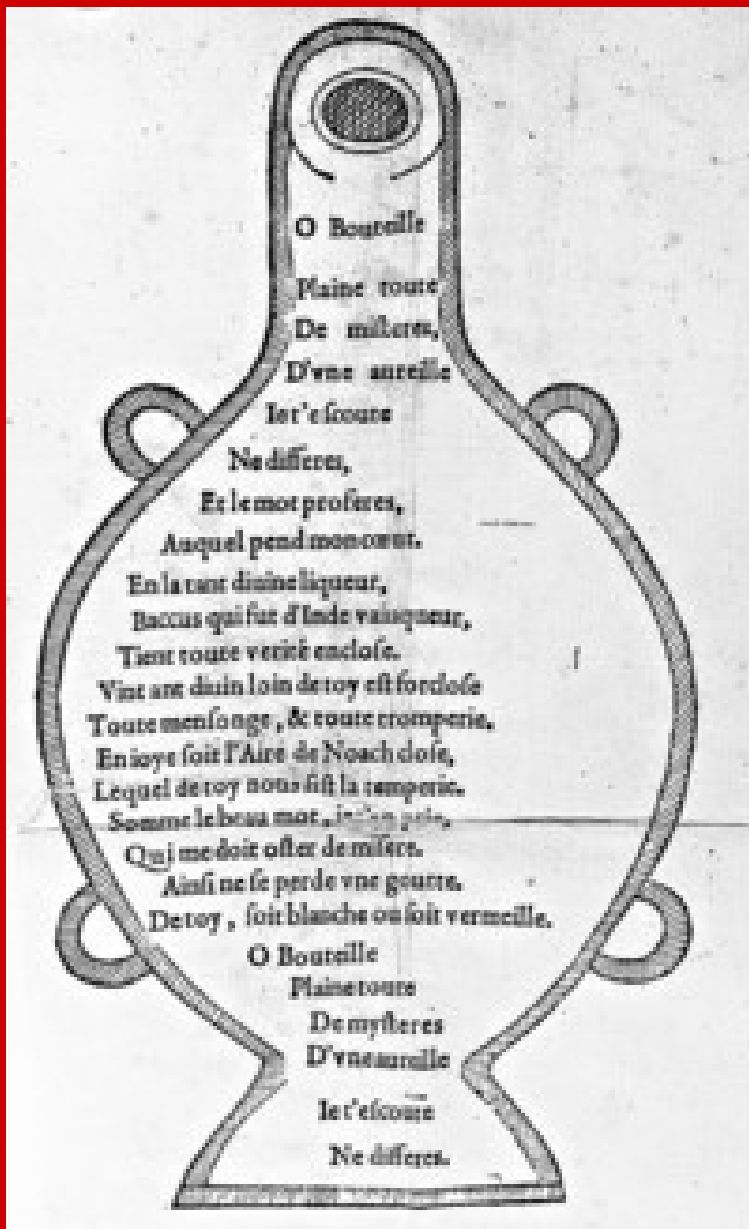 O Bouteille
Plaine toute
De misteres,
D'vne aureille
Ie t'escoute
Ne differes,
Et le mot proferes,
Auquel pend mon cœur.
En la tant diuine liqueur,
Baccus qui fut d'Inde vainqueur,
Tient toute verité enclose.
Vint ant diuin loin de toy est forclose
Toute mensonge, & toute tromperie.
En ioye soit l'Aire de Noach close,
Lequel de toy nous fist la temperie.
Somme le beau mot,
Qui me doit oster de misere.
Ainsi ne se perde vne goutte.
De toy, soit blanche ou soit vermeille.
O Bouteille
Plaine toute
De mysteres
D'vne aureille
Ie t'escoute
Ne differes.